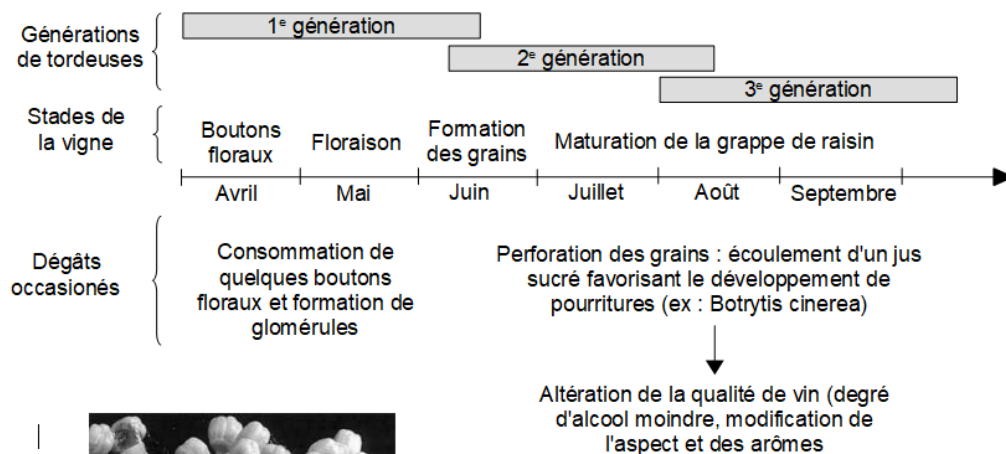 1e génération
Générations
de tordeuses
2e génération
3e génération
Stades de
la vigne
Boutons
floraux
Floraison
Formation
des grains
Maturation de la grappe de raisin
Avril
Mai
Juin
Juillet
Août
Septembre
Dégâts
occasionés
Consommation de
quelques boutons
floraux et formation de
glomérules
Perforation des grains : écoulement d'un jus
sucré favorisant le développement de
pourritures (ex : Botrytis cinerea)
Altération de la qualité de vin (degré
d'alcool moindre, modification de
l'aspect et des arômes